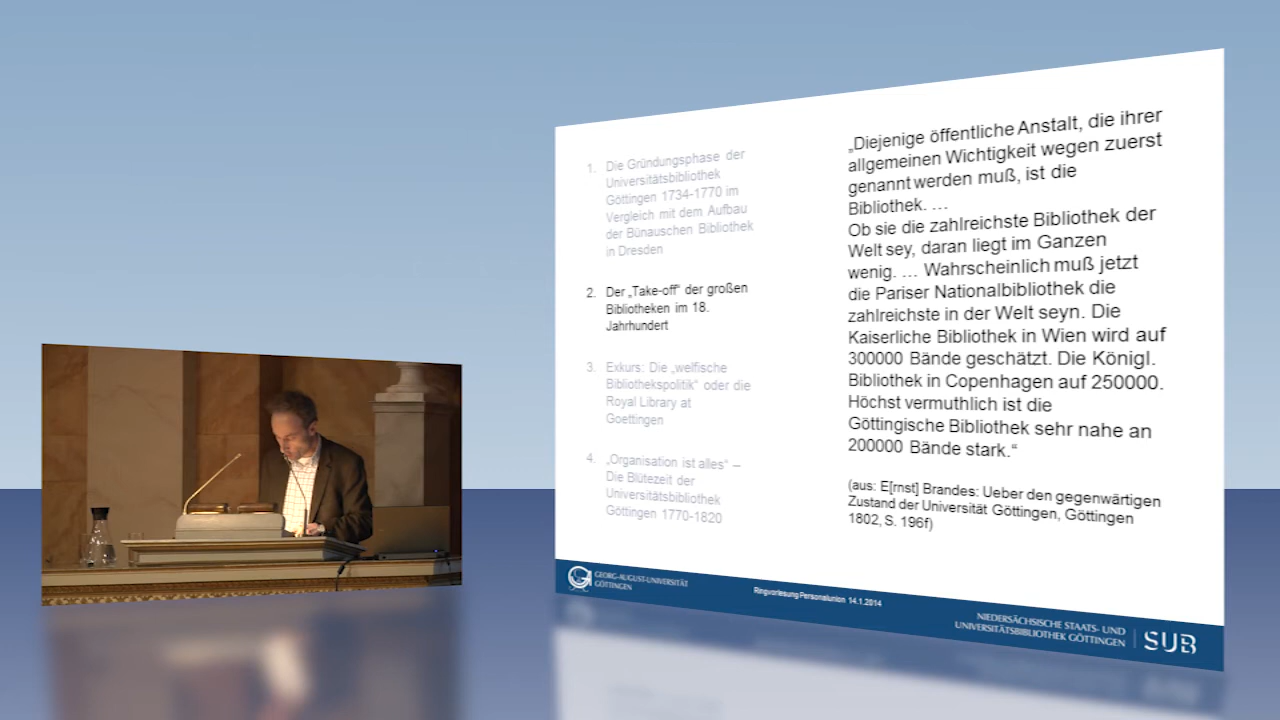 1. Die Gründungsphase der
Universitätsbibliothek
Göttingen 1734-1770 im
Vergleich mit dem Aufbau
der Bünauschen Bibliothek
in Dresden
2. Der „Take-off“ der großen
Bibliotheken im 18.
Jahrhundert
3. Exkurs: Die „welfische
Bibliothekspolitik“ oder die
Royal Library at
Goettingen
4. „Organisation ist alles“ –
Die Blütezeit der
Universitätsbibliothek
Göttingen 1770-1820
„Diejenige öffentliche Anstalt, die ihrer
allgemeinen Wichtigkeit wegen zuerst
genannt werden muß, ist die
Bibliothek. …
Ob sie die zahlreichste Bibliothek der
Welt sey, daran liegt im Ganzen
wenig. … Wahrscheinlich muß jetzt
die Pariser Nationalbibliothek die
zahlreichste in der Welt seyn. Die
Kaiserliche Bibliothek in Wien wird auf
300000 Bände geschätzt. Die Königl.
Bibliothek in Copenhagen auf 250000.
Höchst vermuthlich ist die
Göttingische Bibliothek sehr nahe an
200000 Bände stark.“
(aus: E[rnst] Brandes: Ueber den gegenwärtigen
Zustand der Universität Göttingen, Göttingen
1802, S. 196f)
GEORG-AUGUST-UNIVERSITÄT
GÖTTINGEN
Ringvorlesung Personalunion 14.1.2014
NIEDERSÄCHSISCHE STAATS- UND
UNIVERSITÄTSBIBLIOTHEK GÖTTINGEN
SUB